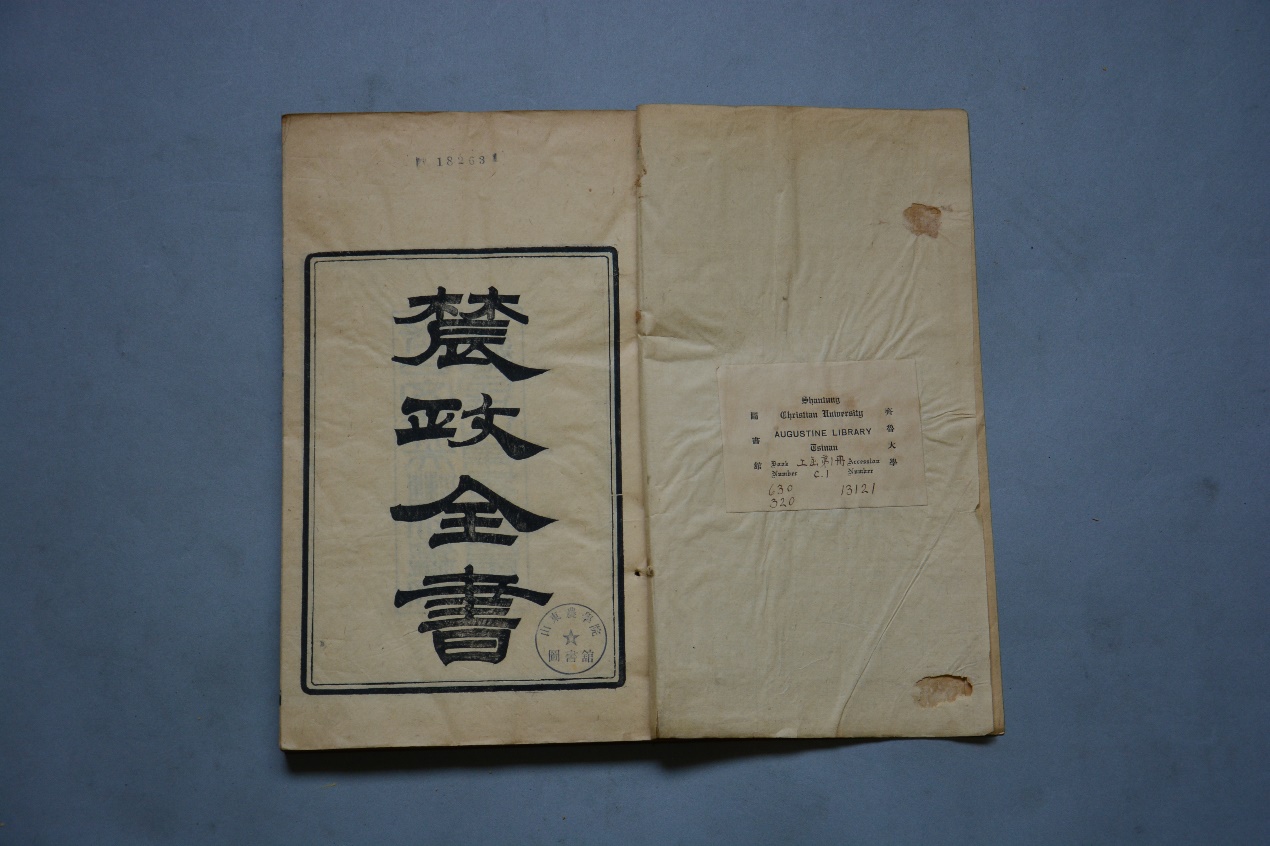 18263
農
政
全
書
山東農學院
圖書館
Shantung
Christian University
AUGUSTINE LIBRARY
Tsinan
齊魯大學
圖書館
Book
Number
Accession
Number
C.1
630
320
13121